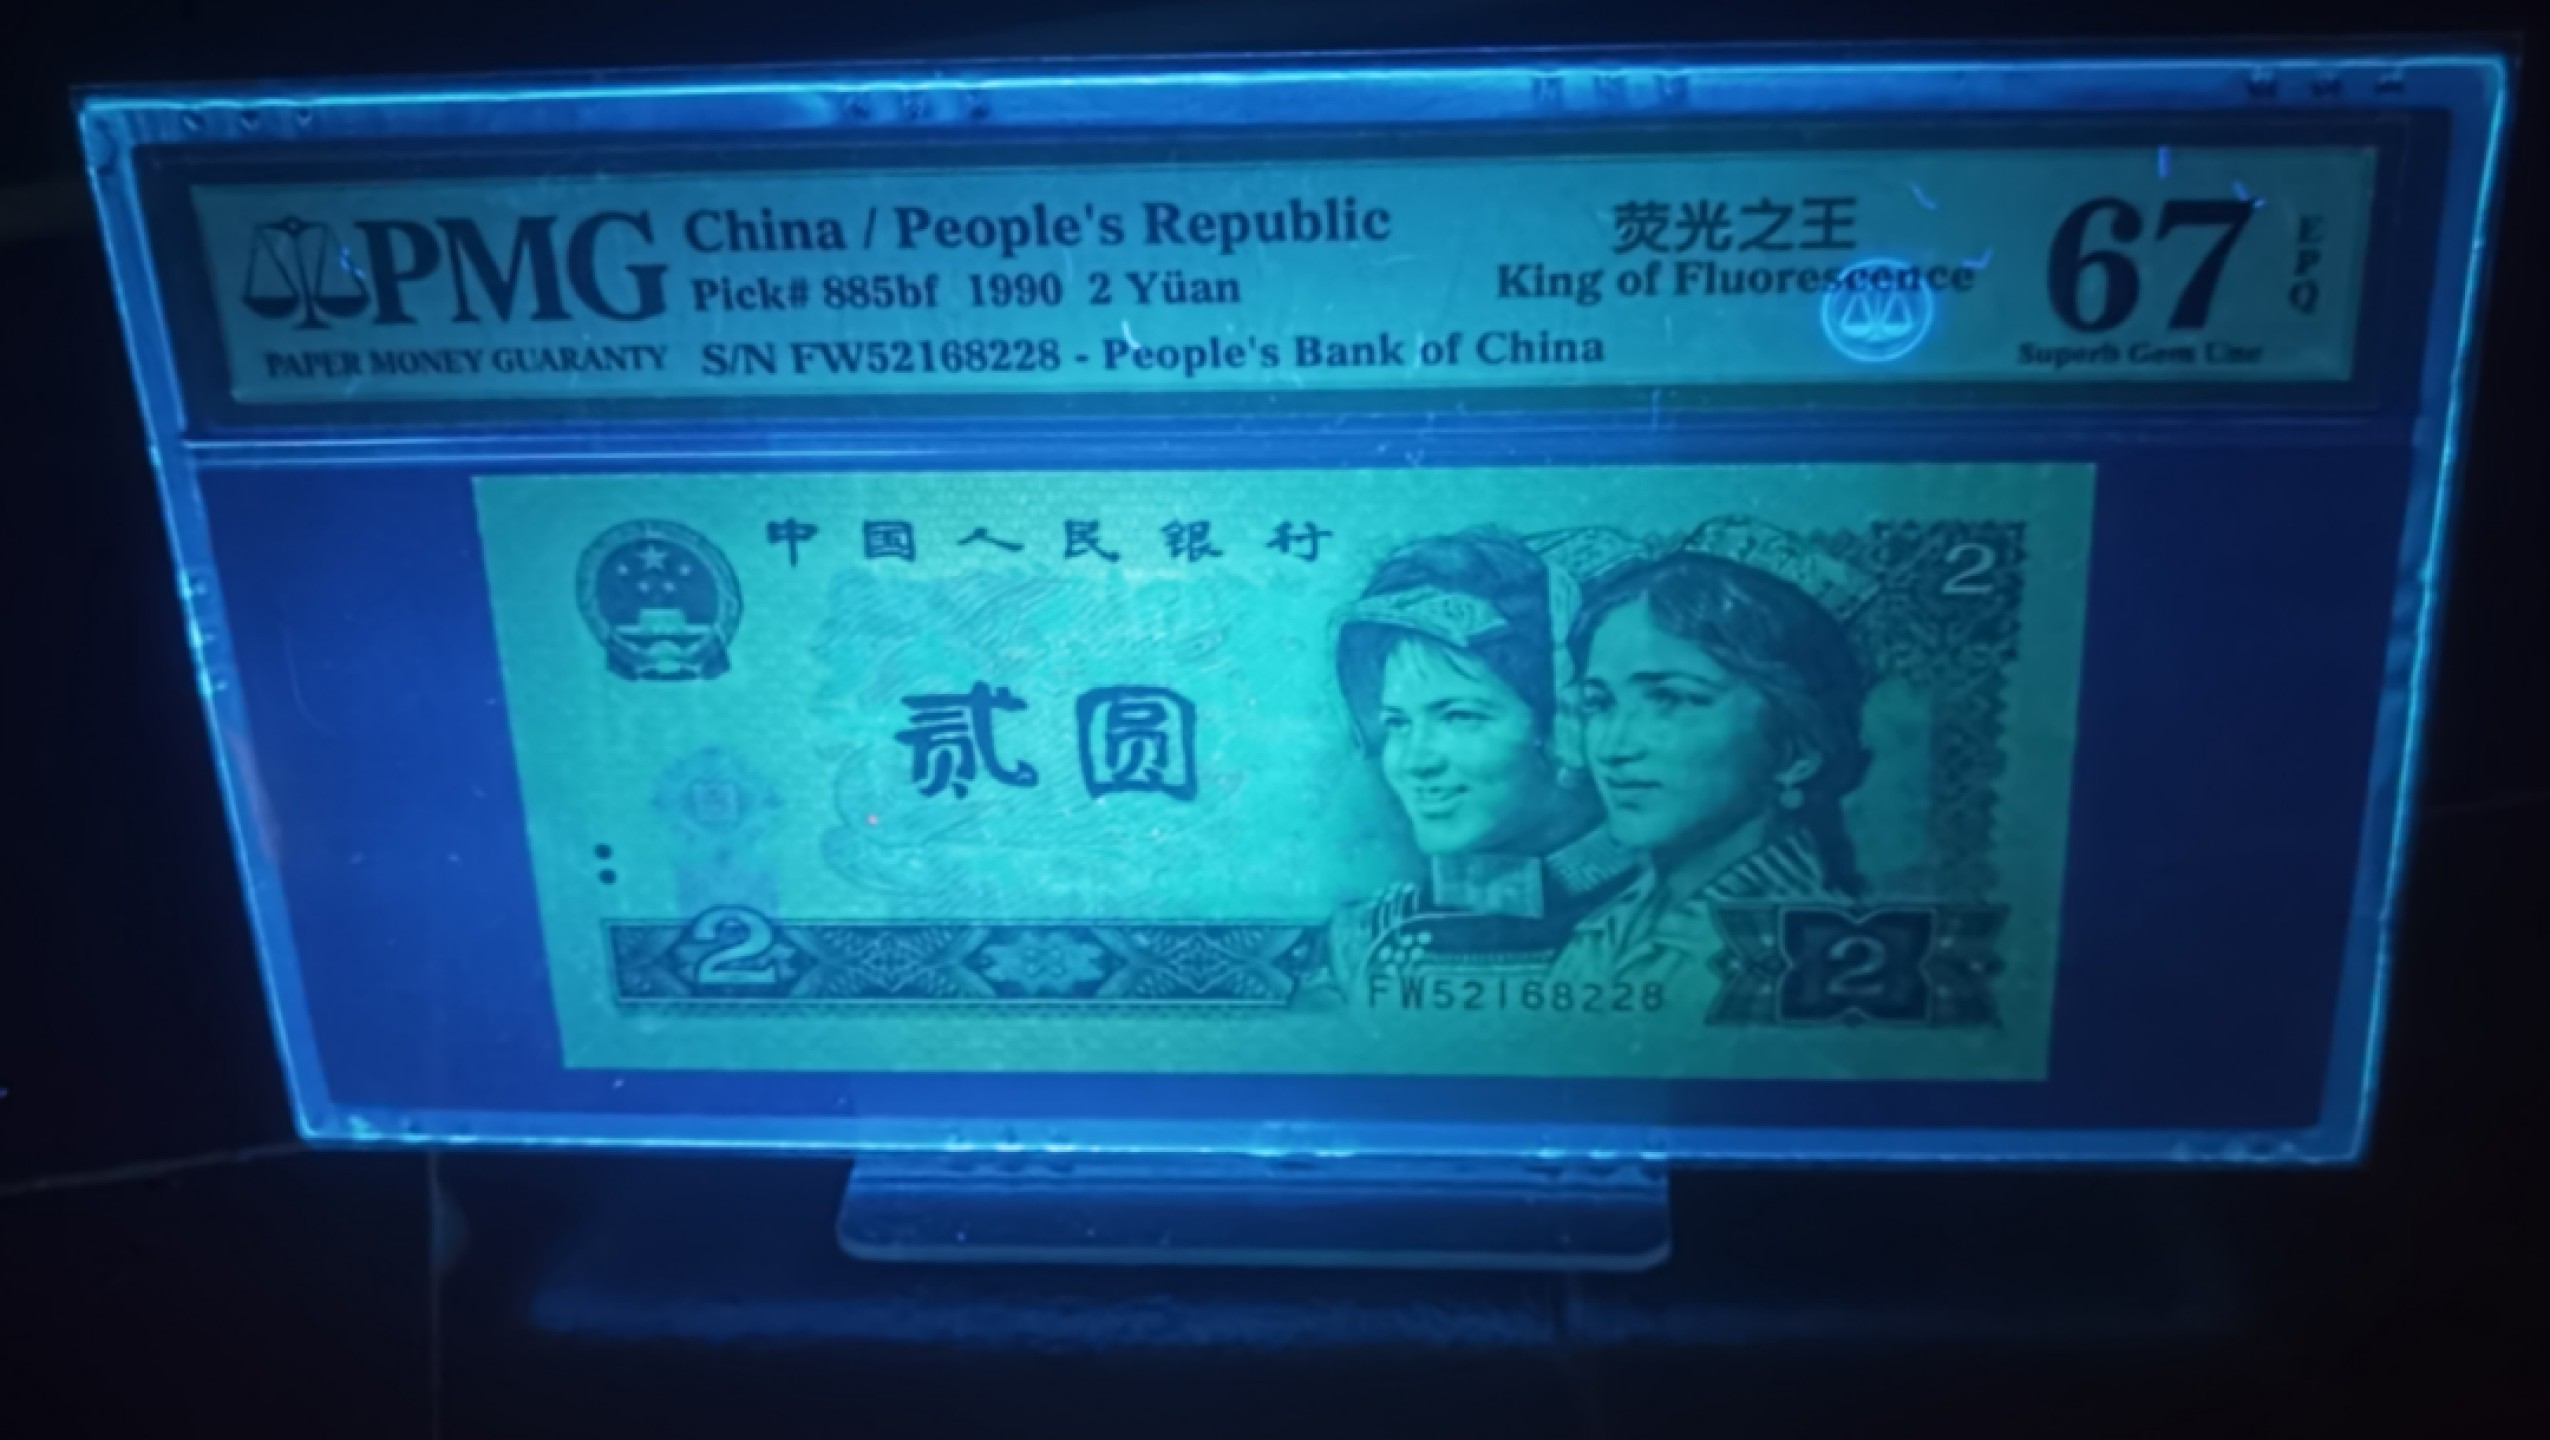 PMG
PAPER MONEY GUARANTY
China / People's Republic
Pick# 885bf 1990 2 Yüan
S/N FW52168228 - People's Bank of China
荧光之王
King of Fluorescence
67
EPQ
Superb Gem Unc
中国人民银行
2
贰圆
2
FW52168228
2